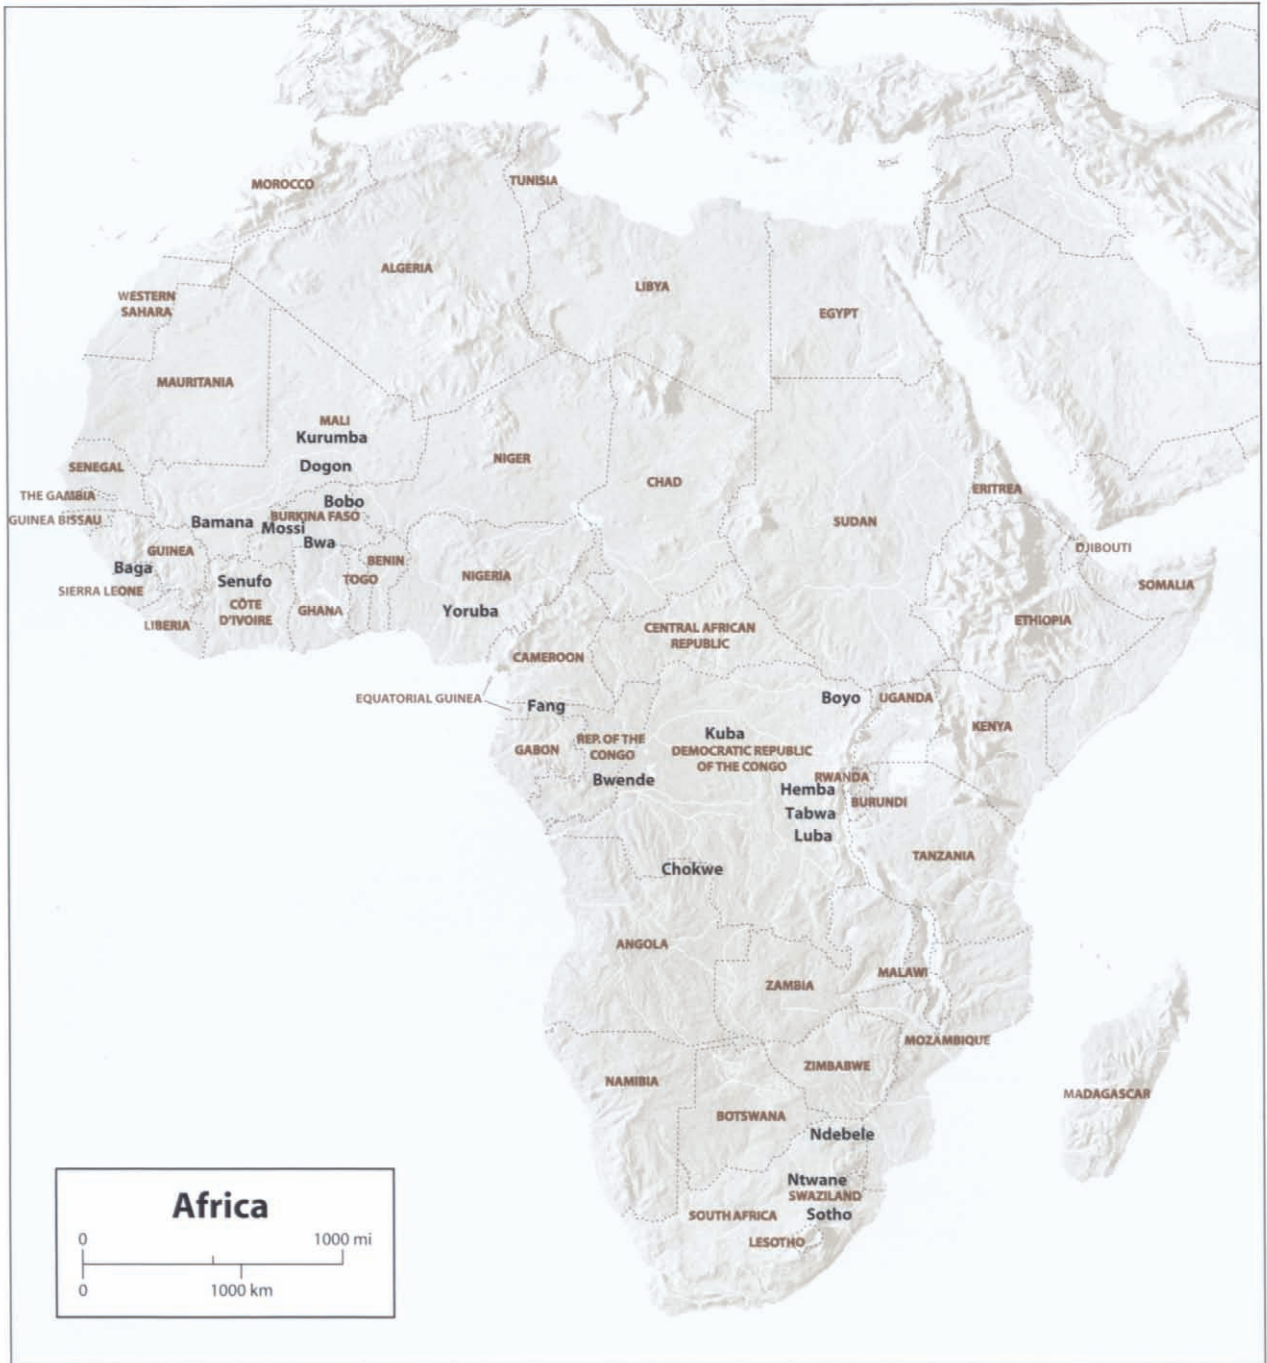 MOROCCO
TUNISIA
ALGERIA
LIBYA
EGYPT
WESTERN
SAHARA
MAURITANIA
MALI
Kurumba
Dogon
NIGER
CHAD
SENEGAL
ERITREA
THE GAMBIA
Bobo
BURKINA FASO
GUINEA BISSAU
Bamana
Mossi
SUDAN
Bwa
DJIBOUTI
GUINEA
BENIN
Baga
Senufo
TOGO
NIGERIA
SOMALIA
SIERRA LEONE
CÔTE
D'IVOIRE
GHANA
Yoruba
LIBERIA
ETHIOPIA
CENTRAL AFRICAN
REPUBLIC
CAMEROON
EQUATORIAL GUINEA
Fang
Boyo
UGANDA
KENYA
Kuba
GABON
REP. OF THE
CONGO
DEMOCRATIC REPUBLIC
OF THE CONGO
Bwende
RWANDA
Hemba
BURUNDI
Tabwa
Luba
TANZANIA
Chokwe
ANGOLA
MALAWI
ZAMBIA
MOZAMBIQUE
ZIMBABWE
NAMIBIA
MADAGASCAR
BOTSWANA
Ndebele
Ntwane
SWAZILAND
SOUTH AFRICA
Sotho
LESOTHO
Africa
0 1000 mi
0 1000 km